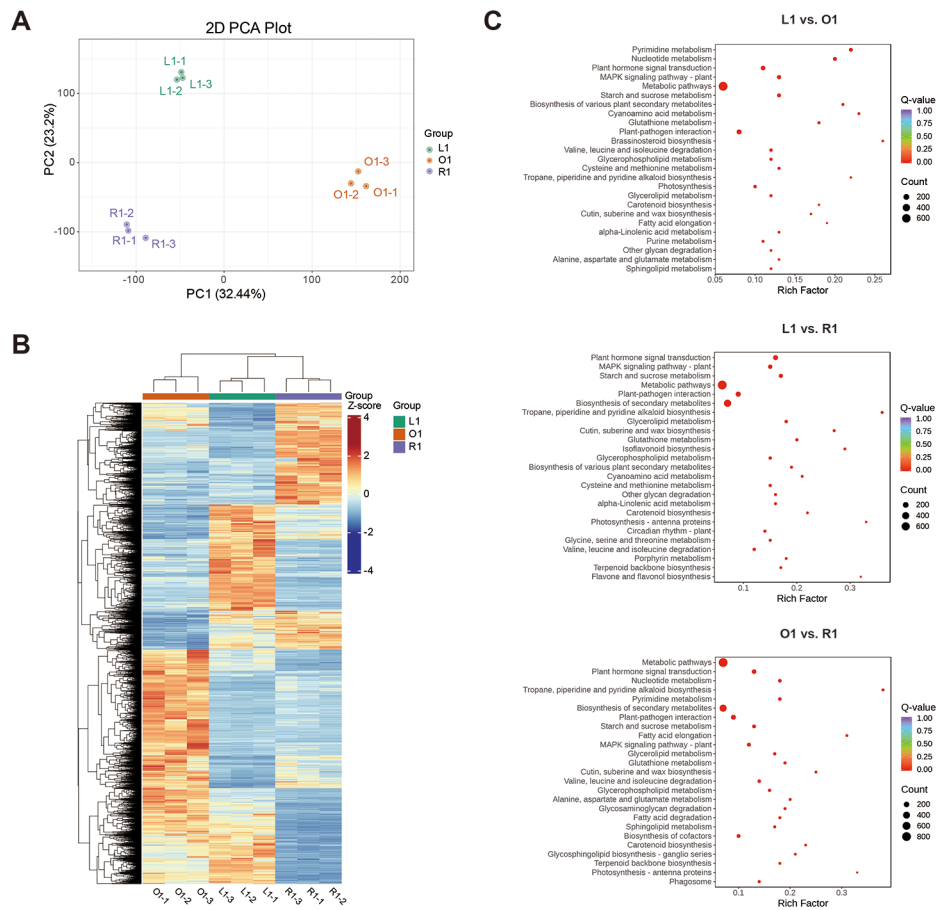 A
2D PCA Plot
L1-1
L1-2
L1-3
O1-3
O1-2
O1-1
R1-2
R1-1
R1-3
100
0
-100
PC2 (23.2%)
-100
0
100
200
PC1 (32.44%)
Group
L1
O1
R1
B
Group
Z-score
4
2
0
-2
-4
Group
L1
O1
R1
O1-1
O1-2
O1-3
L1-3
L1-2
L1-1
R1-3
R1-1
R1-2
C
L1 vs. O1
Pyrimidine metabolism
Nucleotide metabolism
Plant hormone signal transduction
MAPK signaling pathway - plant
Metabolic pathways
Starch and sucrose metabolism
Biosynthesis of various plant secondary metabolites
Cyanoamino acid metabolism
Glutathione metabolism
Plant-pathogen interaction
Brassinosteroid biosynthesis
Valine, leucine and isoleucine degradation
Glycerophospholipid metabolism
Cysteine and methionine metabolism
Tropane, piperidine and pyridine alkaloid biosynthesis
Photosynthesis
Glycerolipid metabolism
Carotenoid biosynthesis
Cutin, suberine and wax biosynthesis
Fatty acid elongation
alpha-Linolenic acid metabolism
Purine metabolism
Other glycan degradation
Alanine, aspartate and glutamate metabolism
Sphingolipid metabolism
0.05
0.10
0.15
0.20
0.25
Rich Factor
Q-value
1.00
0.75
0.50
0.25
0.00
Count
200
400
600
L1 vs. R1
Plant hormone signal transduction
MAPK signaling pathway - plant
Starch and sucrose metabolism
Metabolic pathways
Plant-pathogen interaction
Biosynthesis of secondary metabolites
Tropane, piperidine and pyridine alkaloid biosynthesis
Glycerolipid metabolism
Cutin, suberine and wax biosynthesis
Glutathione metabolism
Isoflavonoid biosynthesis
Glycerophospholipid metabolism
Biosynthesis of various plant secondary metabolites
Cyanoamino acid metabolism
Cysteine and methionine metabolism
Other glycan degradation
alpha-Linolenic acid metabolism
Carotenoid biosynthesis
Photosynthesis - antenna proteins
Circadian rhythm - plant
Glycine, serine and threonine metabolism
Valine, leucine and isoleucine degradation
Porphyrin metabolism
Terpenoid backbone biosynthesis
Flavone and flavonol biosynthesis
0.1
0.2
0.3
Rich Factor
Q-value
1.00
0.75
0.50
0.25
0.00
Count
200
400
600
O1 vs. R1
Metabolic pathways
Plant hormone signal transduction
Nucleotide metabolism
Tropane, piperidine and pyridine alkaloid biosynthesis
Pyrimidine metabolism
Biosynthesis of secondary metabolites
Plant-pathogen interaction
Starch and sucrose metabolism
Fatty acid elongation
MAPK signaling pathway - plant
Glycerolipid metabolism
Glutathione metabolism
Cutin, suberine and wax biosynthesis
Valine, leucine and isoleucine degradation
Glycerophospholipid metabolism
Alanine, aspartate and glutamate metabolism
Glycosaminoglycan degradation
Fatty acid degradation
Sphingolipid metabolism
Biosynthesis of cofactors
Carotenoid biosynthesis
Glycosphingolipid biosynthesis - ganglio series
Terpenoid backbone biosynthesis
Photosynthesis - antenna proteins
Phagosome
0.1
0.2
0.3
Rich Factor
Q-value
1.00
0.75
0.50
0.25
0.00
Count
200
400
600
800